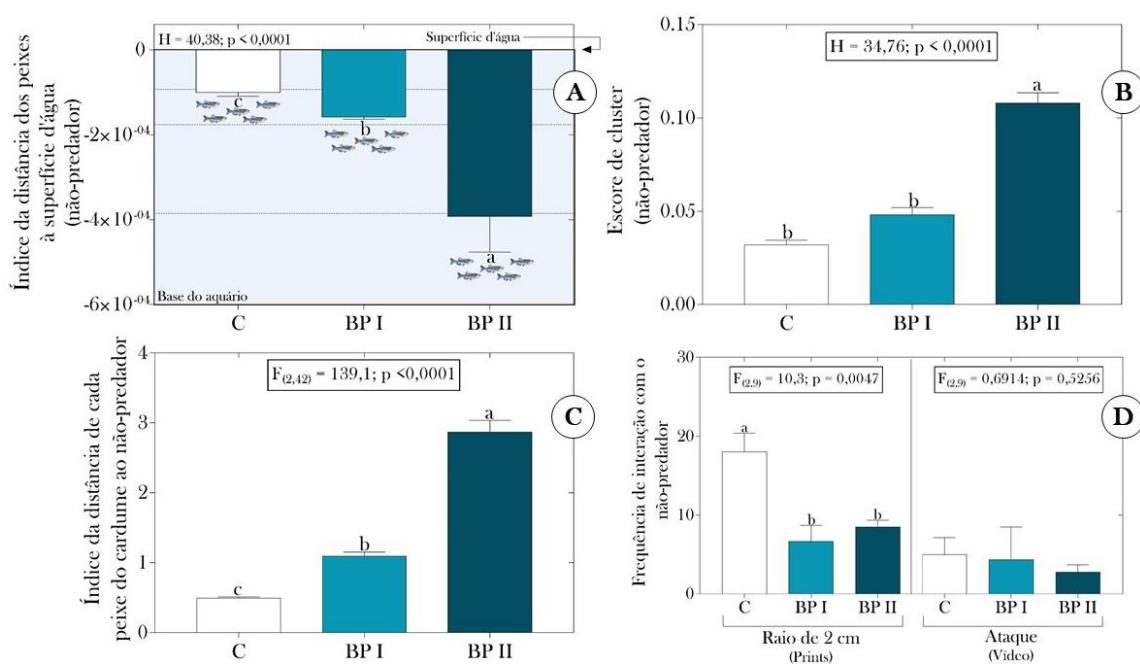 Índice da distância dos peixes
à superfície d'água
(não-predador)
H = 40,38; p < 0,0001
Superfície d'água
A
0
-2×10⁻⁰⁴
-4×10⁻⁰⁴
-6×10⁻⁰⁴
c
b
a
Base do aquário
C
BP I
BP II
Escore de cluster
(não-predador)
H = 34,76; p < 0,0001
B
0.15
0.10
0.05
0.00
b
b
a
C
BP I
BP II
Índice da distância de cada
peixe do cardume ao não-predador
F(2,42) = 139,1; p <0,0001
C
4
3
2
1
0
c
b
a
C
BP I
BP II
Frequência de interação com o
não-predador
F(2,9) = 10,3; p = 0,0047
F(2,9) = 0,6914; p = 0,5256
D
30
20
10
0
a
b
b
C
BP I
BP II
C
BP I
BP II
Raio de 2 cm
(Prints)
Ataque
(Vídeo)